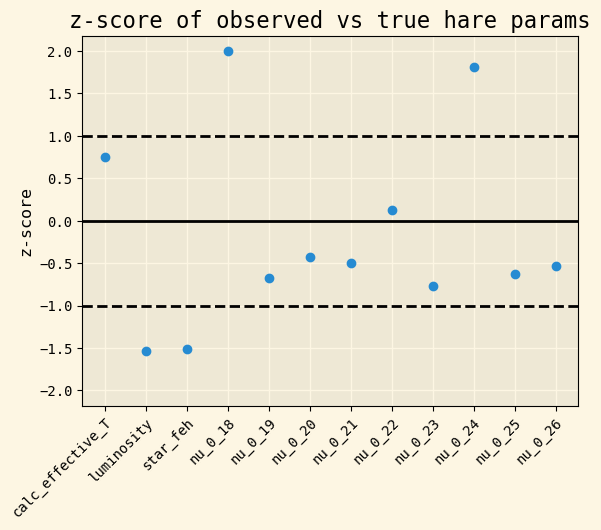 z-score of observed vs true hare params
z-score
2.0
1.5
1.0
0.5
0.0
−0.5
−1.0
−1.5
−2.0
calc_effective_T
luminosity
star_feh
nu_0_18
nu_0_19
nu_0_20
nu_0_21
nu_0_22
nu_0_23
nu_0_24
nu_0_25
nu_0_26